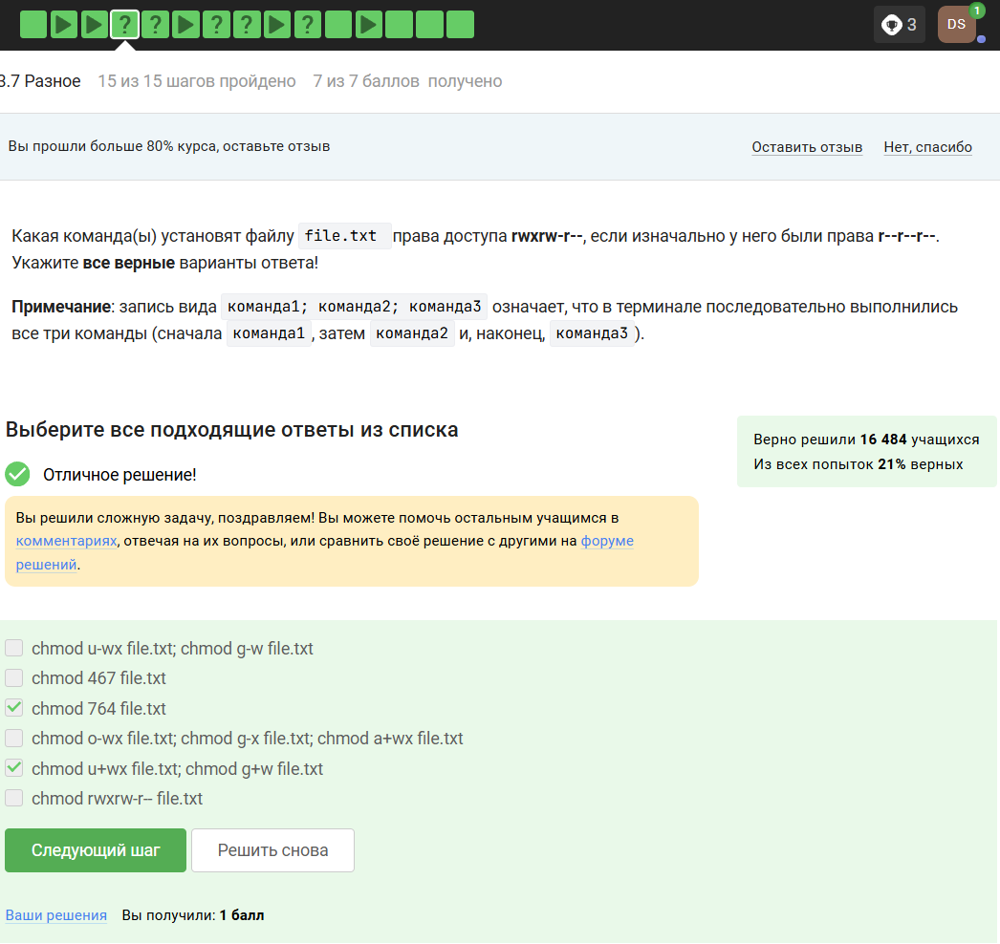 ? ? ? ? ? 3 DS 1
3.7 Разное 15 из 15 шагов пройдено 7 из 7 баллов получено
Вы прошли больше 80% курса, оставьте отзыв Оставить отзыв Нет, спасибо
Какая команда(ы) установят файлу file.txt права доступа rwxrw-r--, если изначально у него были права r--r--r--.
Укажите все верные варианты ответа!
Примечание: запись вида команда1; команда2; команда3 означает, что в терминале последовательно выполнились
все три команды (сначала команда1 , затем команда2 и, наконец, команда3 ).
Выберите все подходящие ответы из списка
Верно решили 16 484 учащихся
Из всех попыток 21% верных
Отличное решение!
Вы решили сложную задачу, поздравляем! Вы можете помочь остальным учащимся в
комментариях, отвечая на их вопросы, или сравнить своё решение с другими на форуме
решений.
chmod u-wx file.txt; chmod g-w file.txt
chmod 467 file.txt
chmod 764 file.txt
chmod o-wx file.txt; chmod g-x file.txt; chmod a+wx file.txt
chmod u+wx file.txt; chmod g+w file.txt
chmod rwxrw-r-- file.txt
Следующий шаг Решить снова
Ваши решения Вы получили: 1 балл